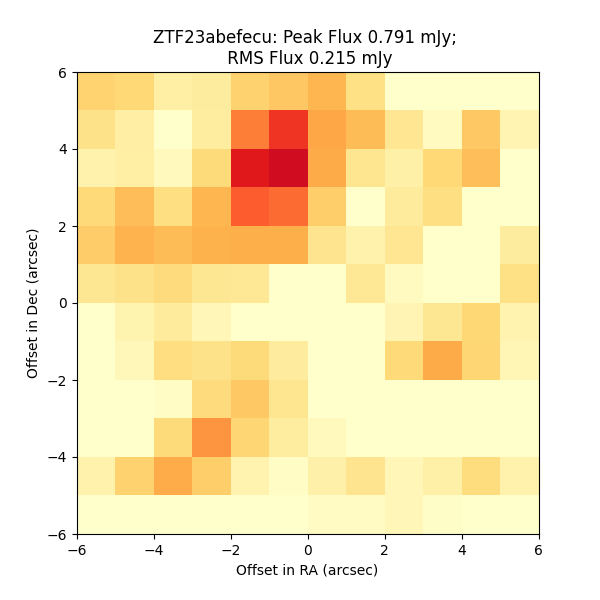 ZTF23abefecu: Peak Flux 0.791 mJy;
RMS Flux 0.215 mJy
6
4
2
0
−2
−4
−6
Offset in Dec (arcsec)
−6 −4 −2 0 2 4 6
Offset in RA (arcsec)